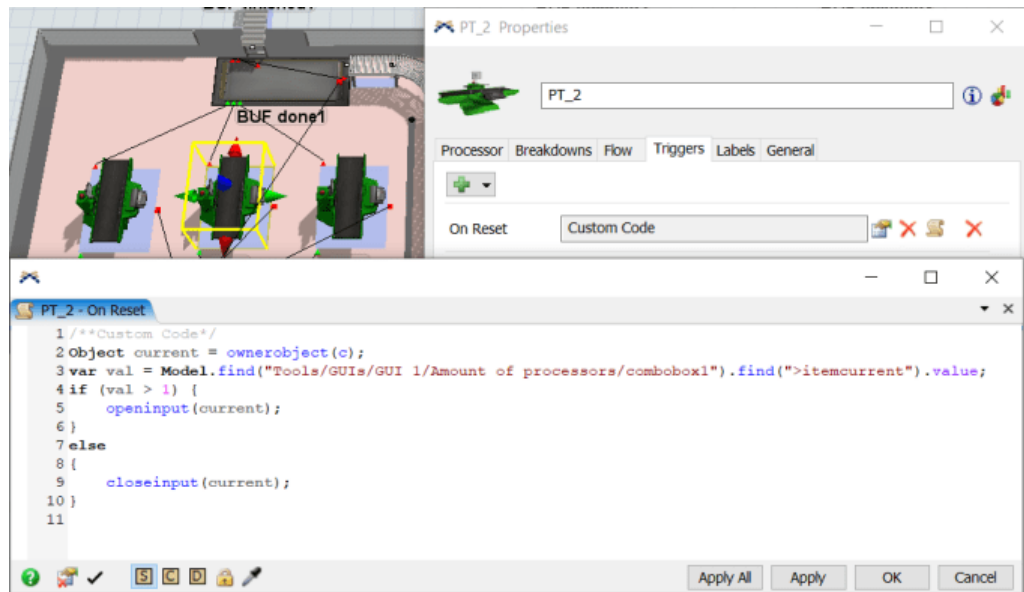 PT_2 Properties
PT_2
BUF done1
Processor Breakdowns Flow Triggers Labels General
On Reset Custom Code
PT_2 - On Reset
1 /**Custom Code*/
2 Object current = ownerobject(c);
3 var val = Model.find("Tools/GUIs/GUI 1/Amount of processors/combobox1").find(">itemcurrent").value;
4 if (val > 1) {
5 openinput(current);
6 }
7 else
8 {
9 closeinput(current);
10 }
11
S C D Apply All Apply OK Cancel